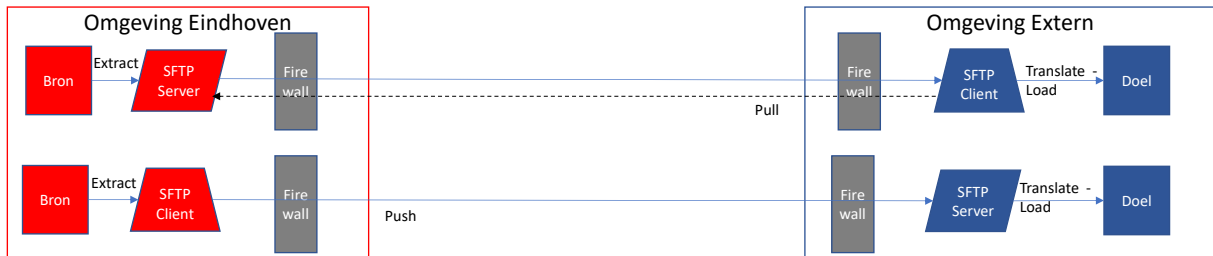 Omgeving Eindhoven
Omgeving Extern
Bron
Extract
SFTP
Server
Fire
wall
Pull
Fire
wall
SFTP
Client
Translate -
Load
Doel
Bron
Extract
SFTP
Client
Fire
wall
Push
Fire
wall
SFTP
Server
Translate -
Load
Doel